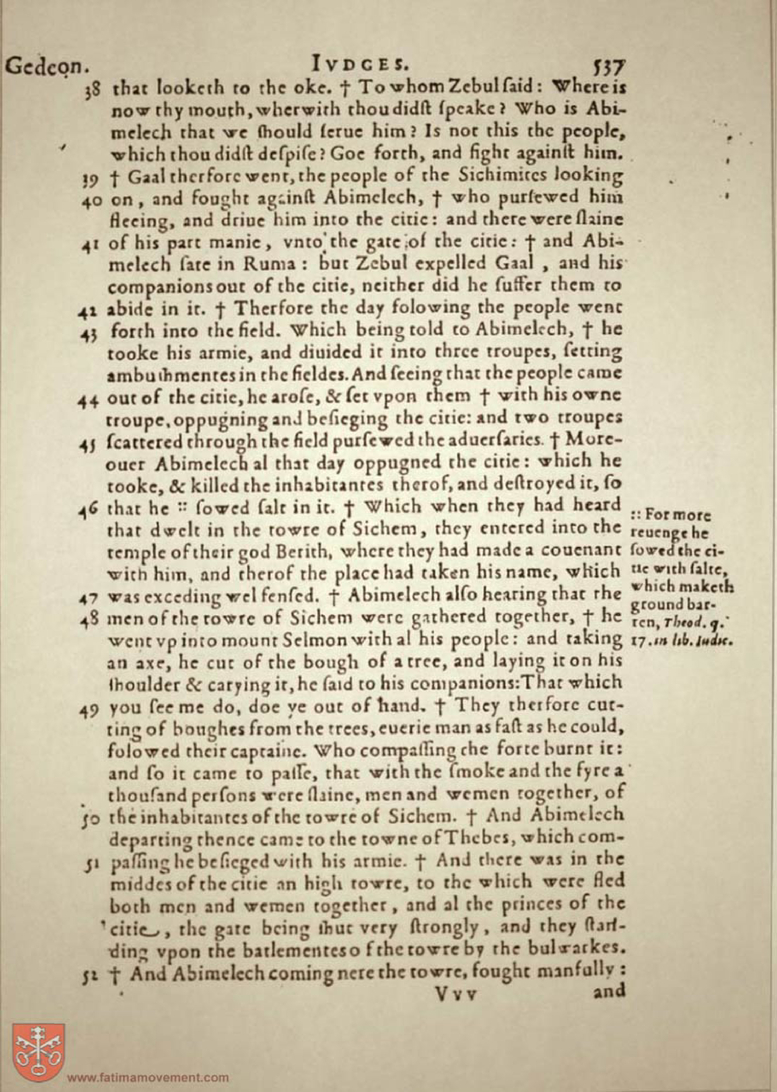 Gedeon. IVDGES. 537
38 that looketh to the oke. † To whom Zebul ſaid: Where is
now thy mouth, wherwith thou didſt ſpeake? Who is Abi-
melech that we ſhould ſerue him? Is not this the people,
which thou didſt deſpiſe? Goe forth, and fight againſt him.
39 † Gaal therfore went, the people of the Sichimites looking
40 on, and fought againſt Abimelech, † who purſewed him
fleeing, and driue him into the citie: and there were ſlaine
41 of his part manie, vnto the gate of the citie: † and Abi-
melech ſate in Ruma: but Zebul expelled Gaal, and his
companions out of the citie, neither did he ſuffer them to
42 abide in it. † Therfore the day folowing the people went
43 forth into the field. Which being told to Abimelech, † he
tooke his armie, and diuided it into three troupes, ſetting
ambuſhmentes in the fieldes. And ſeeing that the people came
44 out of the citie, he aroſe, & ſet vpon them † with his owne
troupe, oppugning and beſieging the citie: and two troupes
45 ſcattered through the field purſewed the aduerſaries. † More-
ouer Abimelech al that day oppugned the citie: which he
tooke, & killed the inhabitantes therof, and deſtroyed it, ſo
46 that he :: ſowed ſalt in it. † Which when they had heard
that dwelt in the towre of Sichem, they entered into the
temple of their god Berith, where they had made a couenant
with him, and therof the place had taken his name, which
47 was exceding wel fenſed. † Abimelech alſo hearing that the
48 men of the towre of Sichem were gathered together, † he
went vp into mount Selmon with al his people: and taking
an axe, he cut of the bough of a tree, and laying it on his
ſhoulder & carying it, he ſaid to his companions: That which
49 you ſee me do, doe ye out of hand. † They therfore cut-
ting of boughes from the trees, euerie man as faſt as he could,
folowed their captaine. Who compaſſing the forte burnt it:
and ſo it came to paſſe, that with the ſmoke and the fyre a
thouſand perſons were ſlaine, men and wemen together, of
50 the inhabitantes of the towre of Sichem. † And Abimelech
departing thence came to the towne of Thebes, which com-
51 paſſing he beſieged with his armie. † And there was in the
middes of the citie an high towre, to the which were fled
both men and wemen together, and al the princes of the
citie, the gate being ſhut very ſtrongly, and they ſtan-
ding vpon the batlementes of the towre by the bulwarkes.
52 † And Abimelech coming nere the towre, fought manfully:
Vvv and
:: For more
reuenge he
ſowed the ci-
tie with ſalte,
which maketh
ground bar-
ren, Theod. q.
17. in lib. Iudic.
www.fatimamovement.com